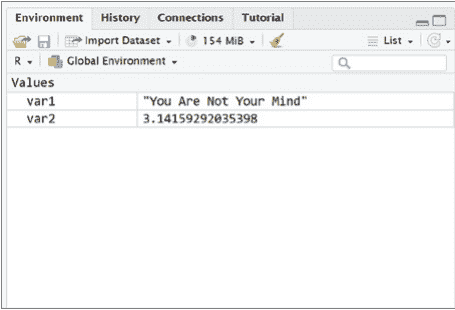 Environment History Connections Tutorial
Import Dataset 154 MiB List
R Global Environment
Values
var1 "You Are Not Your Mind"
var2 3.14159292035398